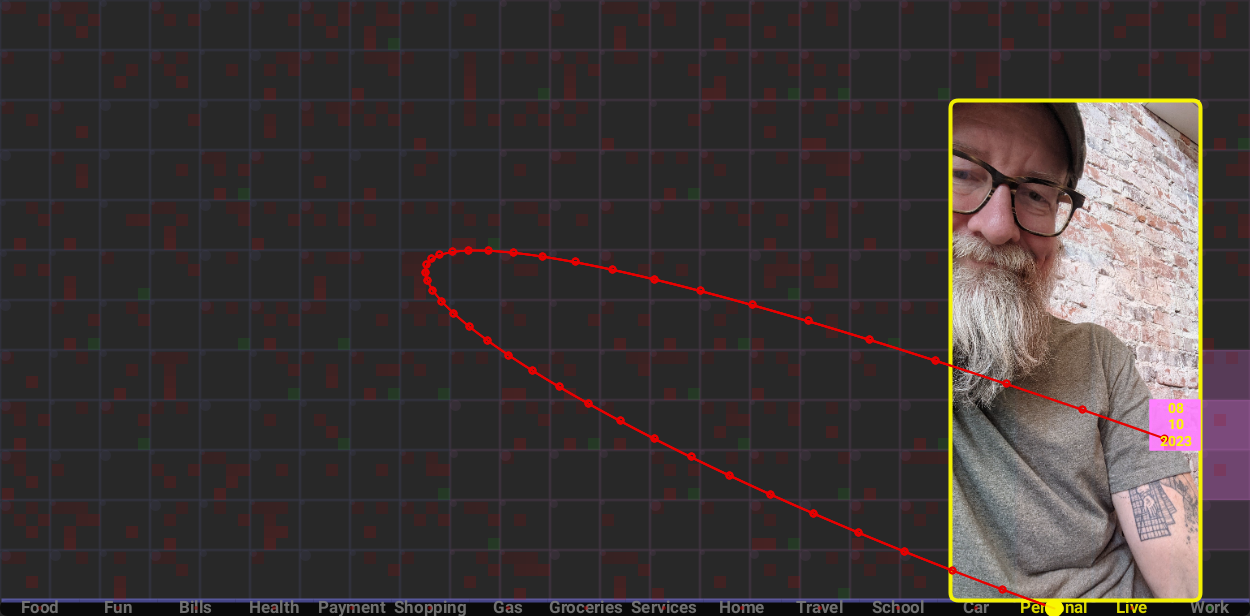 08
10
2023
Food Fun Bills Health Payment Shopping Gas Groceries Services Home Travel School Car Personal Live Work